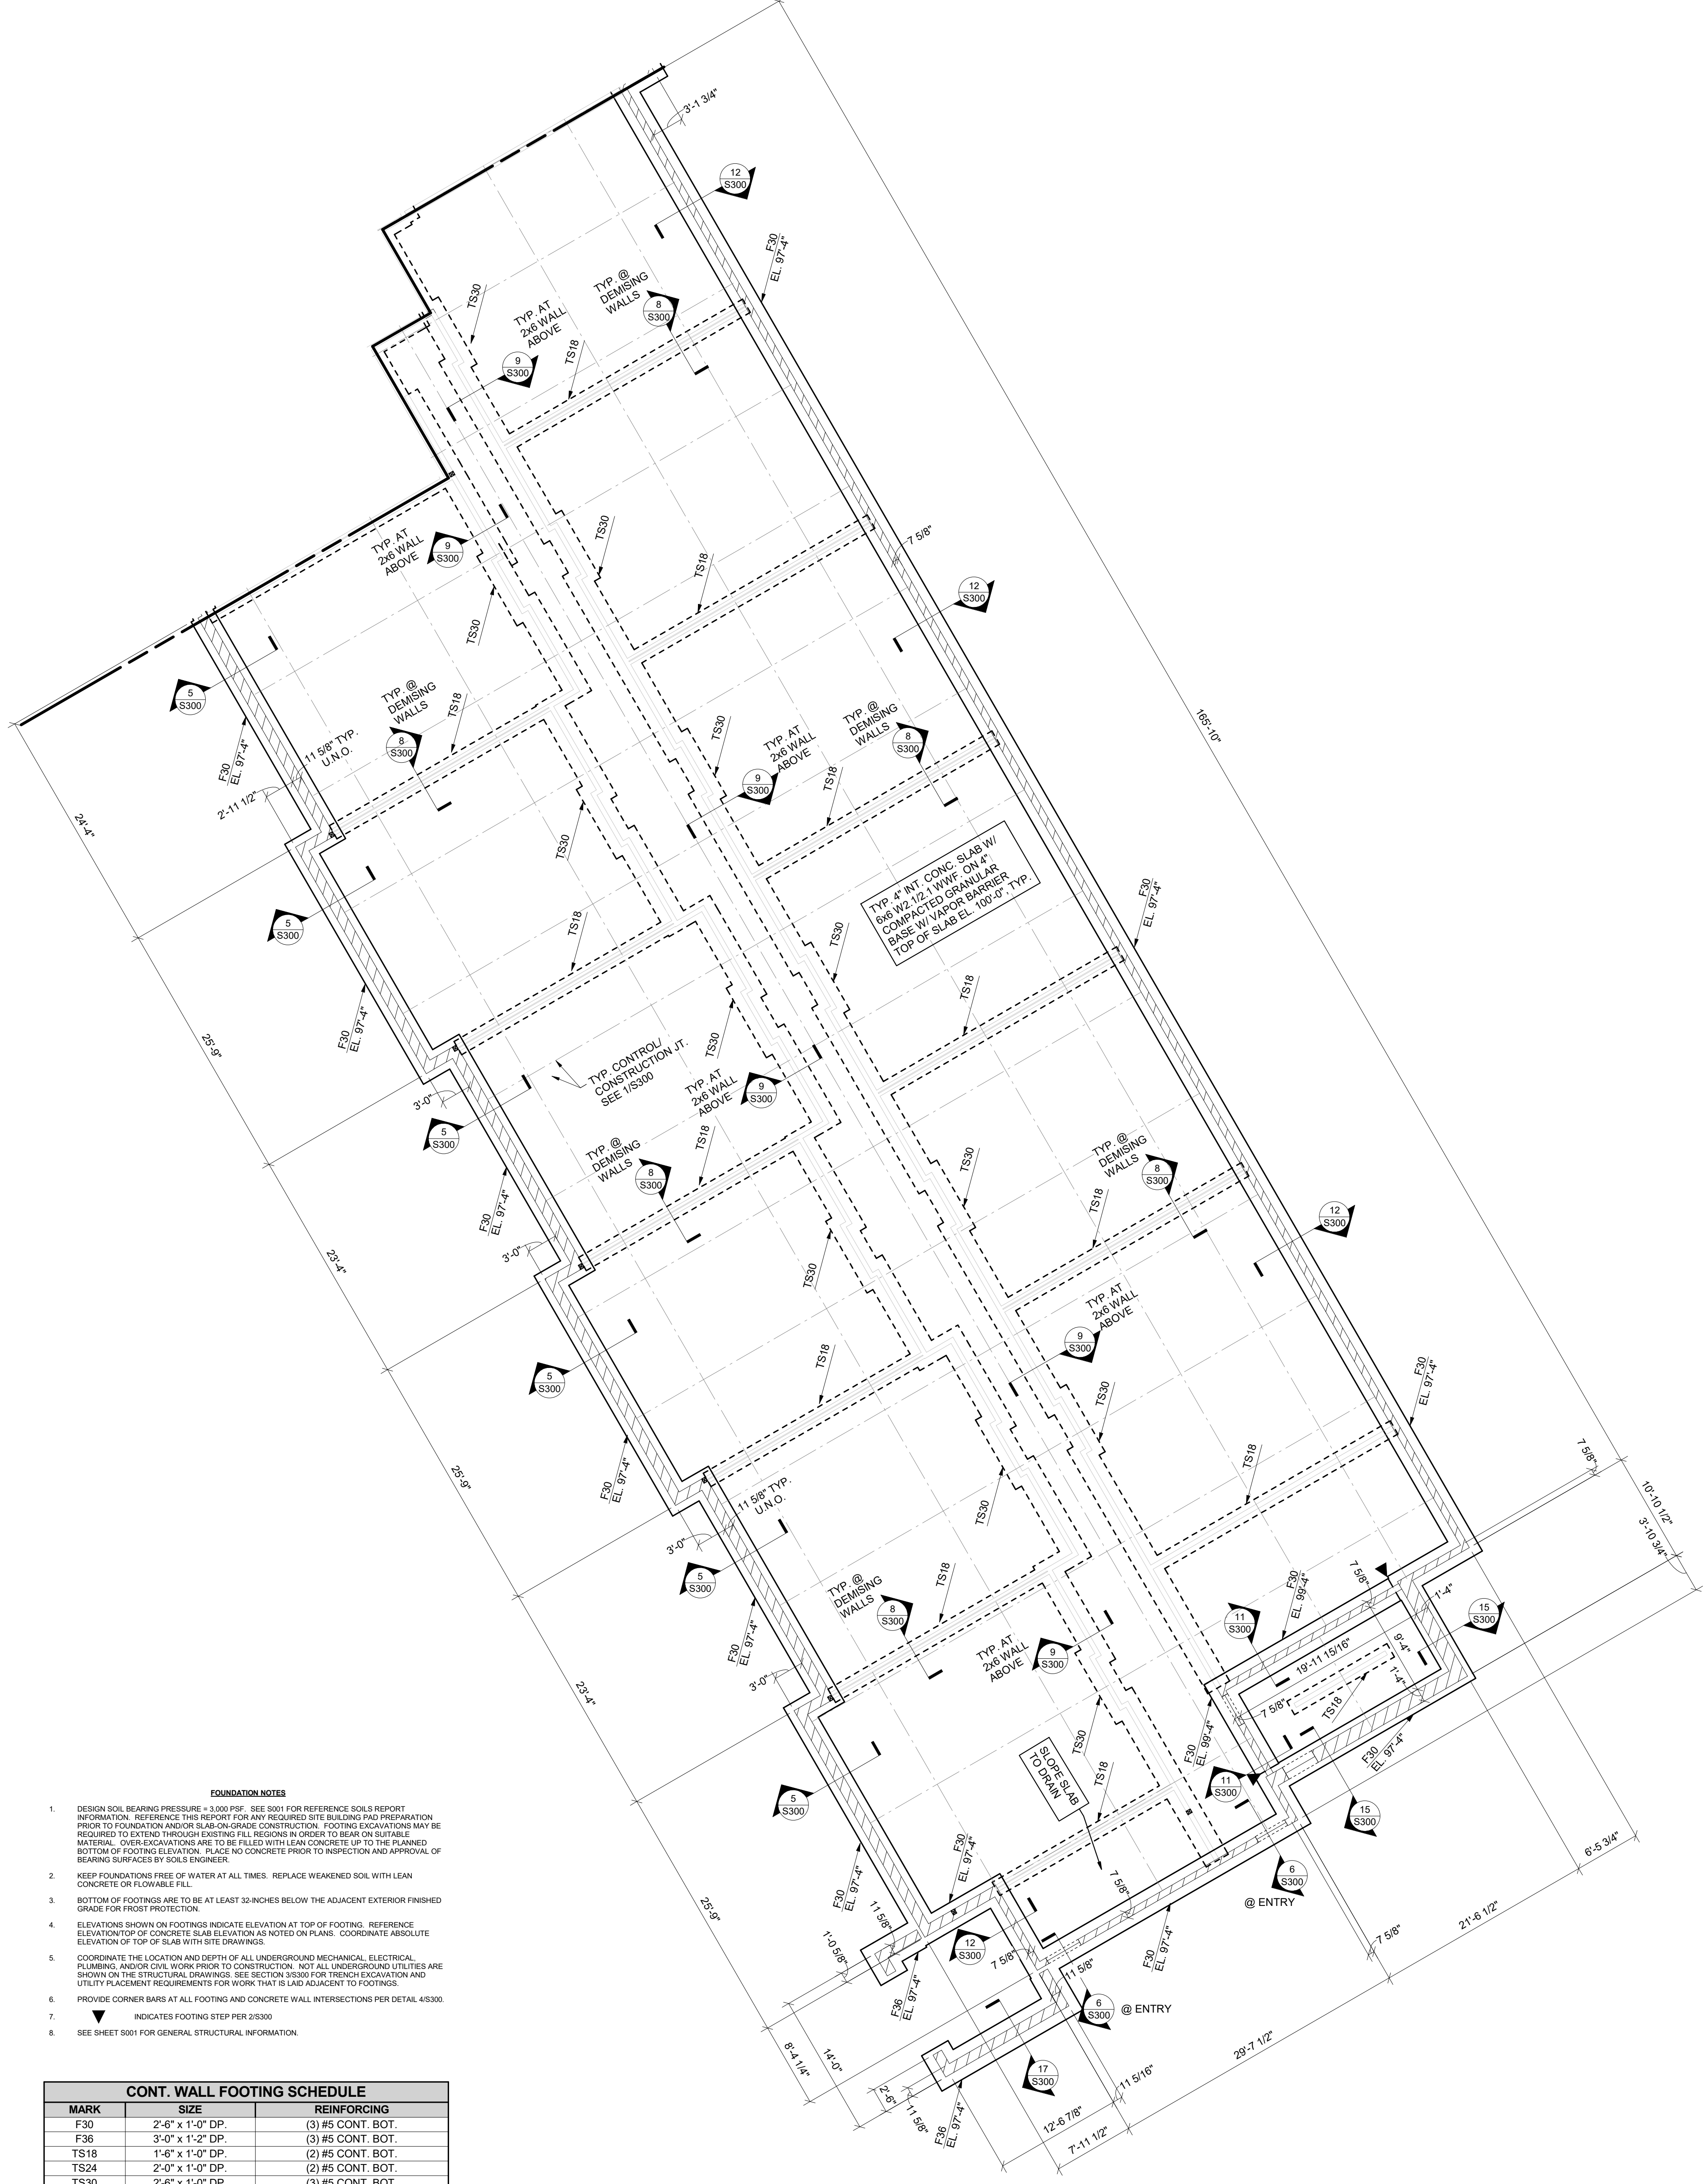 3'-1 3/4"
12
S300
F30
EL. 97'-4"
TYP. @
DEMISING
WALLS
8
S300
TS30
TYP. AT
2x6 WALL
ABOVE
9
S300
TS18
TYP. AT
2x6 WALL
ABOVE
9
S300
TS30
TS30
TS18
7 5/8"
12
S300
165'-10"
5
S300
F30
EL. 97'-4"
11 5/8" TYP.
U.N.O.
2'-11 1/2"
TYP. @
DEMISING
WALLS
8
S300
TS18
TS30
TYP. AT
2x6 WALL
ABOVE
9
S300
TYP. @
DEMISING
WALLS
8
S300
TS18
TS30
24'-4"
5
S300
TS18
TYP. 4" INT. CONC. SLAB W/
6x6 W2.1/2.1 WWF. ON 4"
COMPACTED GRANULAR
BASE W/ VAPOR BARRIER
TOP OF SLAB EL. 100'-0", TYP.
F30
EL. 97'-4"
TS30
TS18
25'-9"
F30
EL. 97'-4"
TYP. CONTROL/
CONSTRUCTION JT.
SEE 1/S300
TS30
TYP. AT
2x6 WALL
ABOVE
9
S300
3'-0"
5
S300
TYP. @
DEMISING
WALLS
8
S300
TS18
TS30
TYP. @
DEMISING
WALLS
8
S300
TS18
12
S300
F30
EL. 97'-4"
3'-0"
23'-4"
TS30
TYP. AT
2x6 WALL
ABOVE
9
S300
5
S300
TS18
TS30
F30
EL. 97'-4"
TS18
25'-9"
F30
EL. 97'-4"
11 5/8" TYP.
U.N.O.
3'-0"
TS30
5
S300
7 5/8"
10'-10 1/2"
3'-10 3/4"
TYP. @
DEMISING
WALLS
8
S300
TS18
F30
EL. 97'-4"
3'-0"
23'-4"
TYP. AT
2x6 WALL
ABOVE
9
S300
11
S300
F30
EL. 99'-4"
7 5/8"
1'-4"
15
S300
19'-11 15/16"
9'-4"
1'-4"
7 5/8"
TS18
F30
EL. 99'-4"
F30
EL. 97'-4"
TS30
SLOPE SLAB
TO DRAIN
TS18
11
S300
15
S300
5
S300
6'-5 3/4"
F30
EL. 97'-4"
F30
EL. 97'-4"
25'-9"
11 5/8"
1'-0 5/8"
7 5/8"
6
S300
@ ENTRY
21'-6 1/2"
7 5/8"
12
S300
7 5/8"
F30
EL. 97'-4"
11 5/8"
F36
EL. 97'-4"
6
S300
@ ENTRY
29'-7 1/2"
8'-4 1/4"
14'-0"
17
S300
2'-6"
11 5/8"
F36
EL. 97'-4"
11 5/16"
12'-6 7/8"
7'-11 1/2"
FOUNDATION NOTES
1. DESIGN SOIL BEARING PRESSURE = 3,000 PSF. SEE S001 FOR REFERENCE SOILS REPORT
INFORMATION. REFERENCE THIS REPORT FOR ANY REQUIRED SITE BUILDING PAD PREPARATION
PRIOR TO FOUNDATION AND/OR SLAB-ON-GRADE CONSTRUCTION. FOOTING EXCAVATIONS MAY BE
REQUIRED TO EXTEND THROUGH EXISTING FILL REGIONS IN ORDER TO BEAR ON SUITABLE
MATERIAL. OVER-EXCAVATIONS ARE TO BE FILLED WITH LEAN CONCRETE UP TO THE PLANNED
BOTTOM OF FOOTING ELEVATION. PLACE NO CONCRETE PRIOR TO INSPECTION AND APPROVAL OF
BEARING SURFACES BY SOILS ENGINEER.
2. KEEP FOUNDATIONS FREE OF WATER AT ALL TIMES. REPLACE WEAKENED SOIL WITH LEAN
CONCRETE OR FLOWABLE FILL.
3. BOTTOM OF FOOTINGS ARE TO BE AT LEAST 32-INCHES BELOW THE ADJACENT EXTERIOR FINISHED
GRADE FOR FROST PROTECTION.
4. ELEVATIONS SHOWN ON FOOTINGS INDICATE ELEVATION AT TOP OF FOOTING. REFERENCE
ELEVATION/TOP OF CONCRETE SLAB ELEVATION AS NOTED ON PLANS. COORDINATE ABSOLUTE
ELEVATION OF TOP OF SLAB WITH SITE DRAWINGS.
5. COORDINATE THE LOCATION AND DEPTH OF ALL UNDERGROUND MECHANICAL, ELECTRICAL,
PLUMBING, AND/OR CIVIL WORK PRIOR TO CONSTRUCTION. NOT ALL UNDERGROUND UTILITIES ARE
SHOWN ON THE STRUCTURAL DRAWINGS. SEE SECTION 3/S300 FOR TRENCH EXCAVATION AND
UTILITY PLACEMENT REQUIREMENTS FOR WORK THAT IS LAID ADJACENT TO FOOTINGS.
6. PROVIDE CORNER BARS AT ALL FOOTING AND CONCRETE WALL INTERSECTIONS PER DETAIL 4/S300.
7. INDICATES FOOTING STEP PER 2/S300
8. SEE SHEET S001 FOR GENERAL STRUCTURAL INFORMATION.
CONT. WALL FOOTING SCHEDULE
MARK SIZE REINFORCING
F30 2'-6" x 1'-0" DP. (3) #5 CONT. BOT.
F36 3'-0" x 1'-2" DP. (3) #5 CONT. BOT.
TS18 1'-6" x 1'-0" DP. (2) #5 CONT. BOT.
TS24 2'-0" x 1'-0" DP. (2) #5 CONT. BOT.
TS30 2'-6" x 1'-0" DP. (3) #5 CONT. BOT.